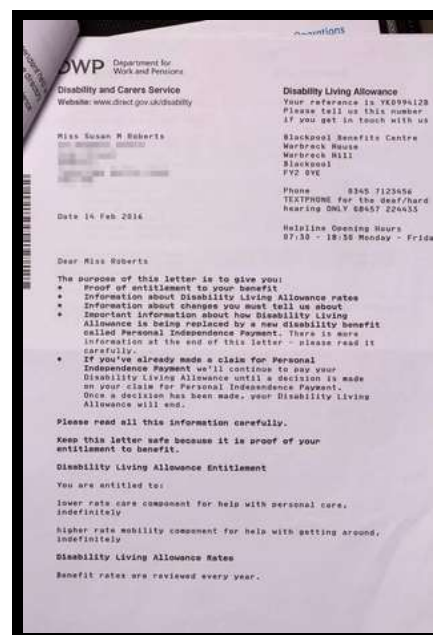 Operations
DWP Department for
Work and Pensions
Disability and Carers Service
Website: www.direct.gov.uk/disability
Disability Living Allowance
Your reference is YK099412B
Please tell us this number
if you get in touch with us
Miss Susan M Roberts
Blackpool Benefits Centre
Warbreck House
Warbreck Hill
Blackpool
FY2 0YE
Phone 0345 7123456
TEXTPHONE for the deaf/hard
hearing ONLY 08457 224433
Date 14 Feb 2016
Helpline Opening Hours
07:30 - 18:30 Monday - Frida
Dear Miss Roberts
The purpose of this letter is to give you:
• Proof of entitlement to your benefit
• Information about Disability Living Allowance rates
• Information about changes you must tell us about
• Important information about how Disability Living
Allowance is being replaced by a new disability benefit
called Personal Independence Payment. There is more
information at the end of this letter - please read it
carefully.
• If you've already made a claim for Personal
Independence Payment we'll continue to pay your
Disability Living Allowance until a decision is made
on your claim for Personal Independence Payment.
Once a decision has been made, your Disability Living
Allowance will end.
Please read all this information carefully.
Keep this letter safe because it is proof of your
entitlement to benefit.
Disability Living Allowance Entitlement
You are entitled to:
lower rate care component for help with personal care,
indefinitely
higher rate mobility component for help with getting around,
indefinitely
Disability Living Allowance Rates
Benefit rates are reviewed every year.